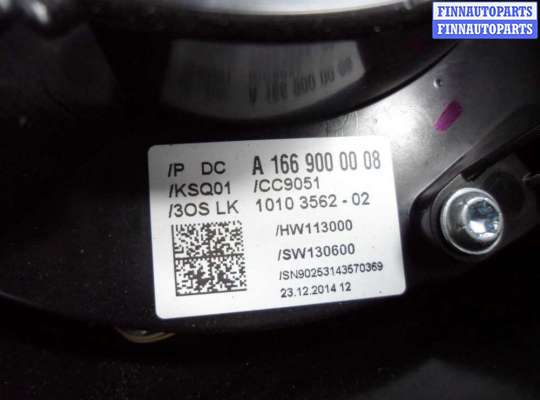 FINNAUTOPARTS
FINNAUTOPARTS
/P DC A 166 900 00 08
/KSQ01 /CC9051
/3OS LK 1010 3562 - 02
/HW113000
/SW130600
/SN90253143570369
23.12.2014 12